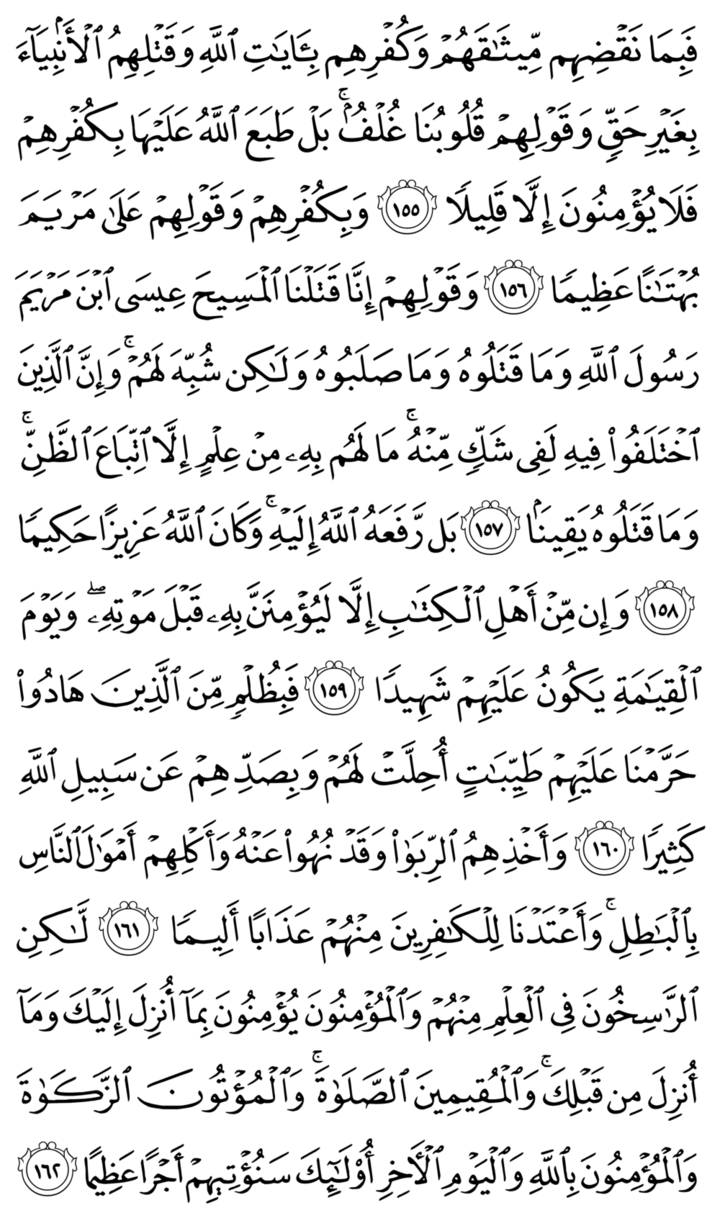 فَبِمَا نَقۡضِهِم مِّيثَٰقَهُمۡ وَكُفۡرِهِم بِـَٔايَٰتِ ٱللَّهِ وَقَتۡلِهِمُ ٱلۡأَنۢبِيَآءَ
بِغَيۡرِ حَقّٖ وَقَوۡلِهِمۡ قُلُوبُنَا غُلۡفُۢۚ بَلۡ طَبَعَ ٱللَّهُ عَلَيۡهَا بِكُفۡرِهِمۡ
فَلَا يُؤۡمِنُونَ إِلَّا قَلِيلٗا ١٥٥ وَبِكُفۡرِهِمۡ وَقَوۡلِهِمۡ عَلَىٰ مَرۡيَمَ
بُهۡتَٰنًا عَظِيمٗا ١٥٦ وَقَوۡلِهِمۡ إِنَّا قَتَلۡنَا ٱلۡمَسِيحَ عِيسَى ٱبۡنَ مَرۡيَمَ
رَسُولَ ٱللَّهِ وَمَا قَتَلُوهُ وَمَا صَلَبُوهُ وَلَٰكِن شُبِّهَ لَهُمۡۚ وَإِنَّ ٱلَّذِينَ
ٱخۡتَلَفُواْ فِيهِ لَفِي شَكّٖ مِّنۡهُۚ مَا لَهُم بِهِۦ مِنۡ عِلۡمٍ إِلَّا ٱتِّبَاعَ ٱلظَّنِّۚ
وَمَا قَتَلُوهُ يَقِينَۢا ١٥٧ بَل رَّفَعَهُ ٱللَّهُ إِلَيۡهِۚ وَكَانَ ٱللَّهُ عَزِيزًا حَكِيمٗا
١٥٨ وَإِن مِّنۡ أَهۡلِ ٱلۡكِتَٰبِ إِلَّا لَيُؤۡمِنَنَّ بِهِۦ قَبۡلَ مَوۡتِهِۦۖ وَيَوۡمَ
ٱلۡقِيَٰمَةِ يَكُونُ عَلَيۡهِمۡ شَهِيدٗا ١٥٩ فَبِظُلۡمٖ مِّنَ ٱلَّذِينَ هَادُواْ
حَرَّمۡنَا عَلَيۡهِمۡ طَيِّبَٰتٍ أُحِلَّتۡ لَهُمۡ وَبِصَدِّهِمۡ عَن سَبِيلِ ٱللَّهِ
كَثِيرٗا ١٦٠ وَأَخۡذِهِمُ ٱلرِّبَوٰاْ وَقَدۡ نُهُواْ عَنۡهُ وَأَكۡلِهِمۡ أَمۡوَٰلَ ٱلنَّاسِ
بِٱلۡبَٰطِلِۚ وَأَعۡتَدۡنَا لِلۡكَٰفِرِينَ مِنۡهُمۡ عَذَابًا أَلِيمٗا ١٦١ لَّٰكِنِ
ٱلرَّٰسِخُونَ فِي ٱلۡعِلۡمِ مِنۡهُمۡ وَٱلۡمُؤۡمِنُونَ يُؤۡمِنُونَ بِمَآ أُنزِلَ إِلَيۡكَ وَمَآ
أُنزِلَ مِن قَبۡلِكَۚ وَٱلۡمُقِيمِينَ ٱلصَّلَوٰةَۚ وَٱلۡمُؤۡتُونَ ٱلزَّكَوٰةَ
وَٱلۡمُؤۡمِنُونَ بِٱللَّهِ وَٱلۡيَوۡمِ ٱلۡأٓخِرِ أُوْلَٰٓئِكَ سَنُؤۡتِيهِمۡ أَجۡرًا عَظِيمًا ١٦٢